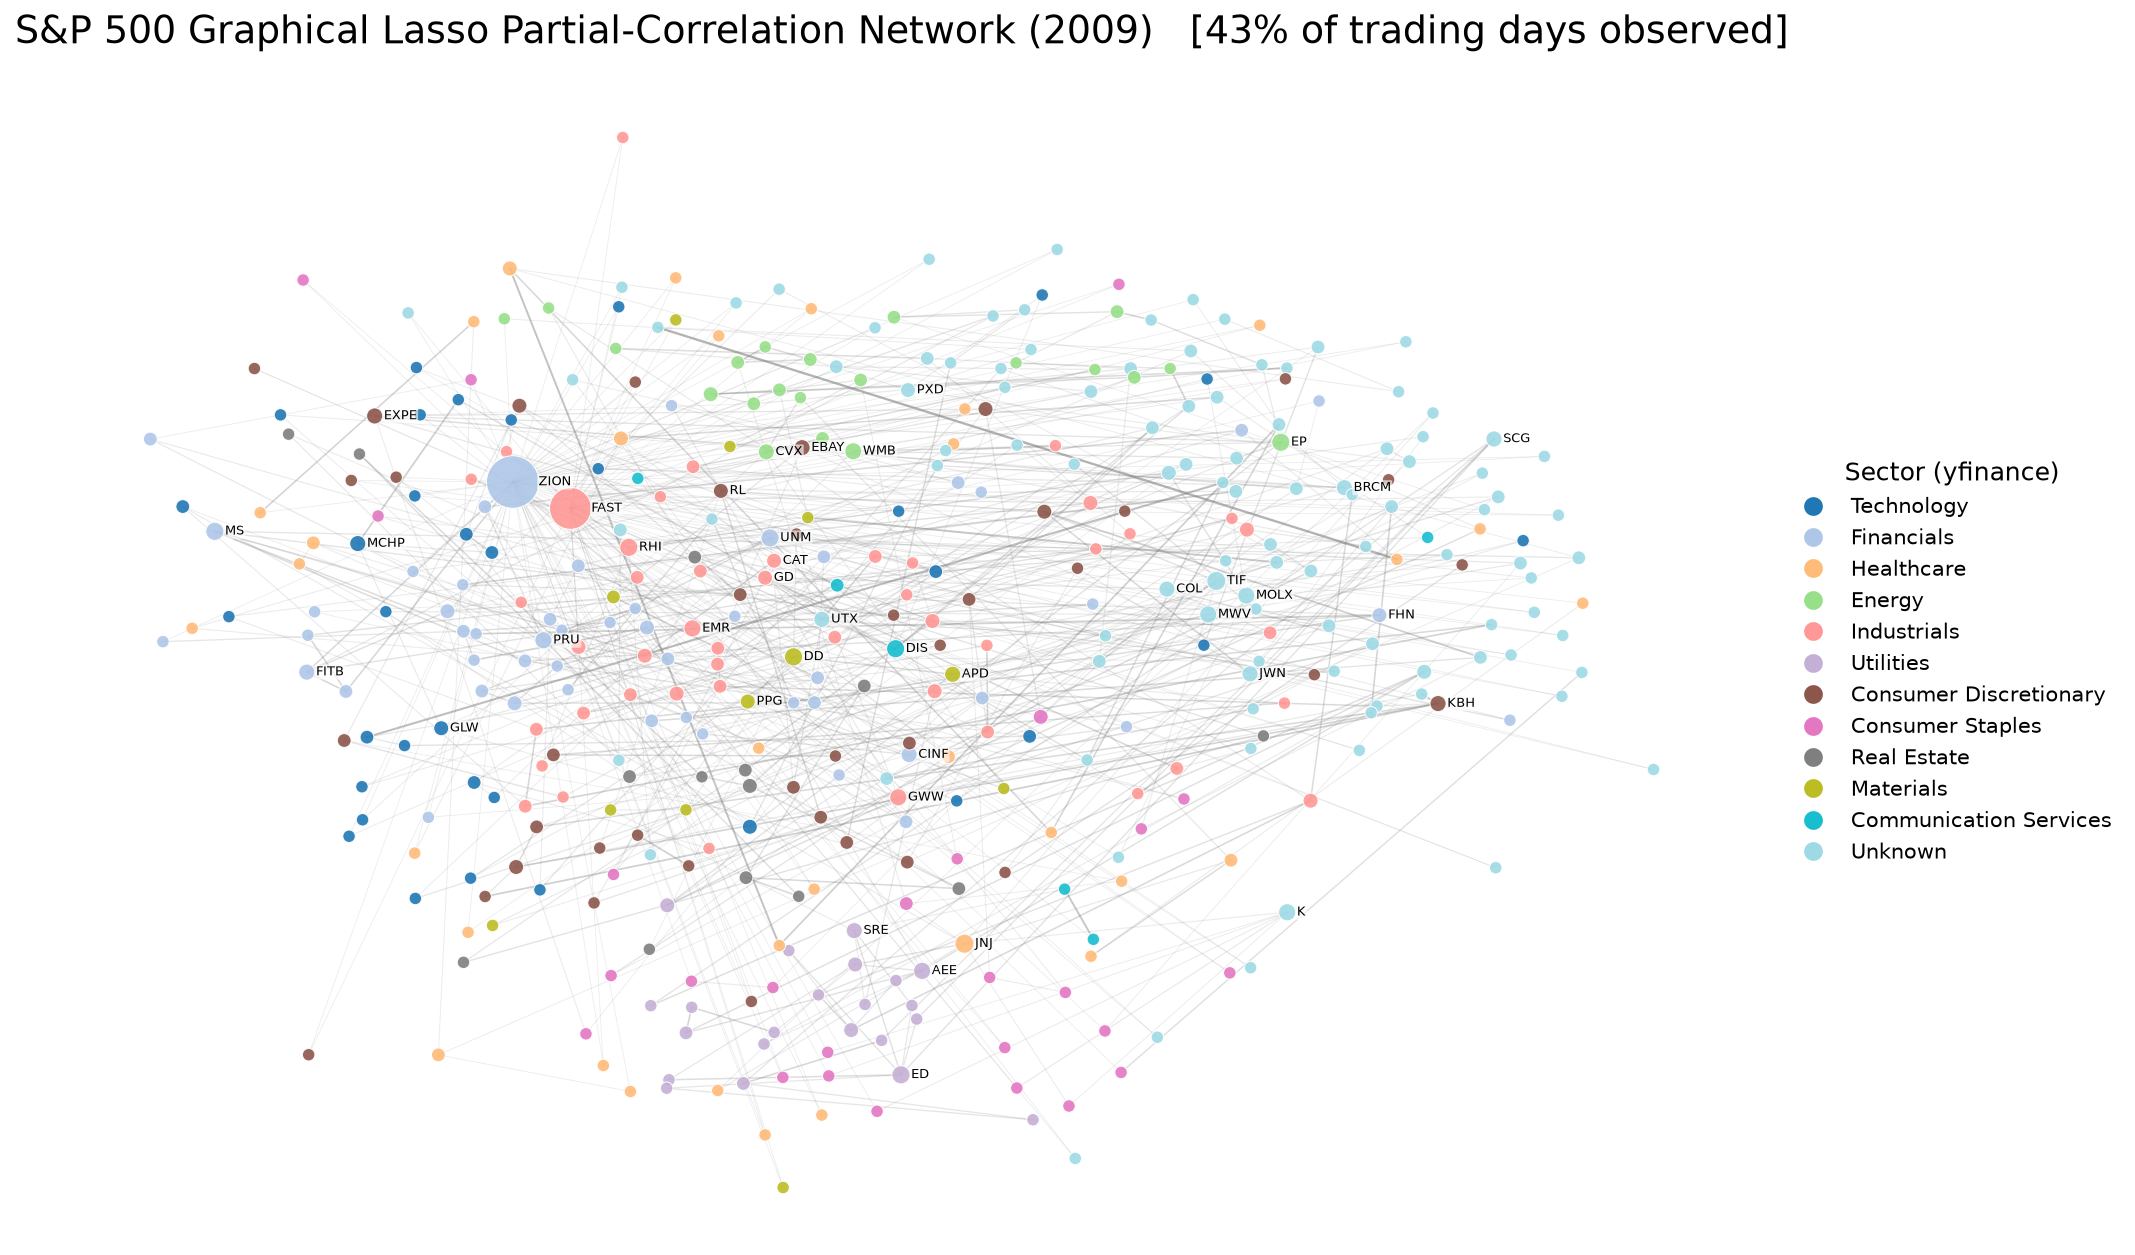 S&P 500 Graphical Lasso Partial-Correlation Network (2009)   [43% of trading days observed]
PXD
EXPE
EP
SCG
EBAY
CVX
WMB
ZION
BRCM
RL
FAST
MS
UNM
MCHP
RHI
CAT
GD
TIF
COL
MOLX
MWV
FHN
UTX
EMR
PRU
DIS
DD
FITB
APD
JWN
PPG
KBH
GLW
CINF
GWW
K
SRE
JNJ
AEE
ED
Sector (yfinance)
Technology
Financials
Healthcare
Energy
Industrials
Utilities
Consumer Discretionary
Consumer Staples
Real Estate
Materials
Communication Services
Unknown